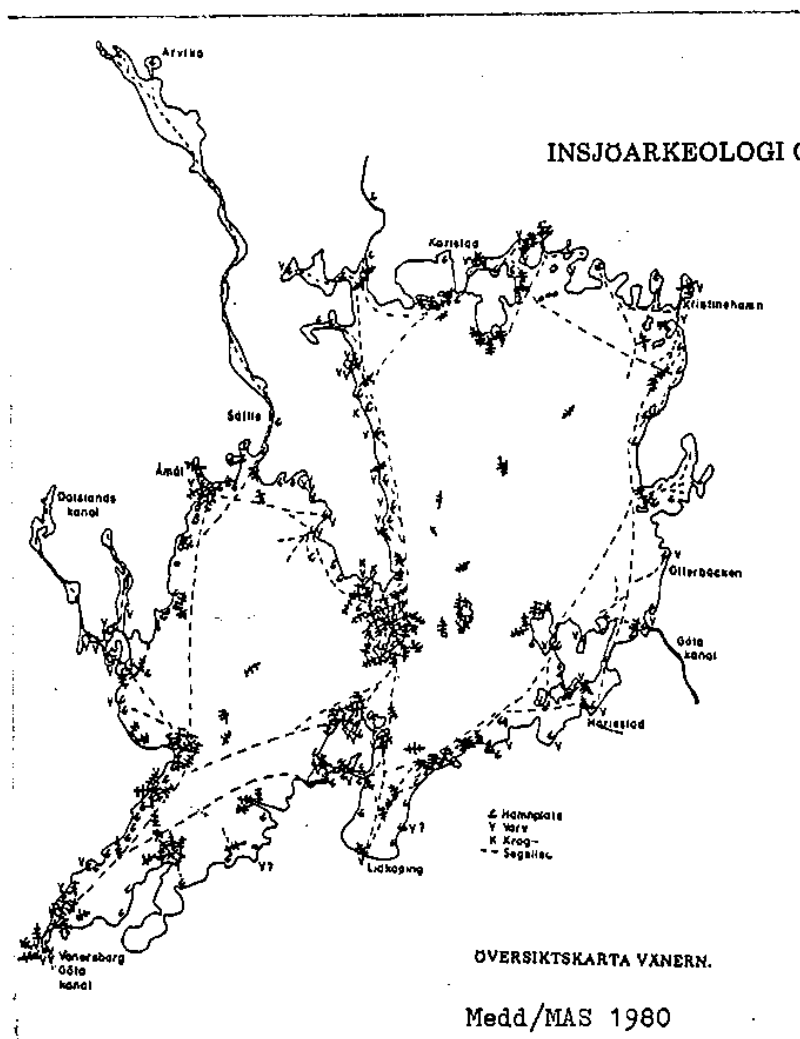 Arvika
INSJÖARKEOLOGI
Karlstad
Kristinehamn
Säffle
Åmål
Dalslands
kanal
Otterbäcken
Göta
kanal
Mariestad
Hamnplats
Y Varv
K Krog
Segelled
Y?
Y?
Lidköping
Vänersborg
Göta
kanal
ÖVERSIKTSKARTA VÄNERN.
Medd/MAS 1980